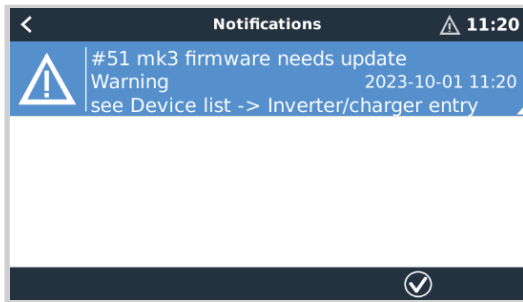 Notifications
11:20
#51 mk3 firmware needs update
Warning 2023-10-01 11:20
see Device list -> Inverter/charger entry